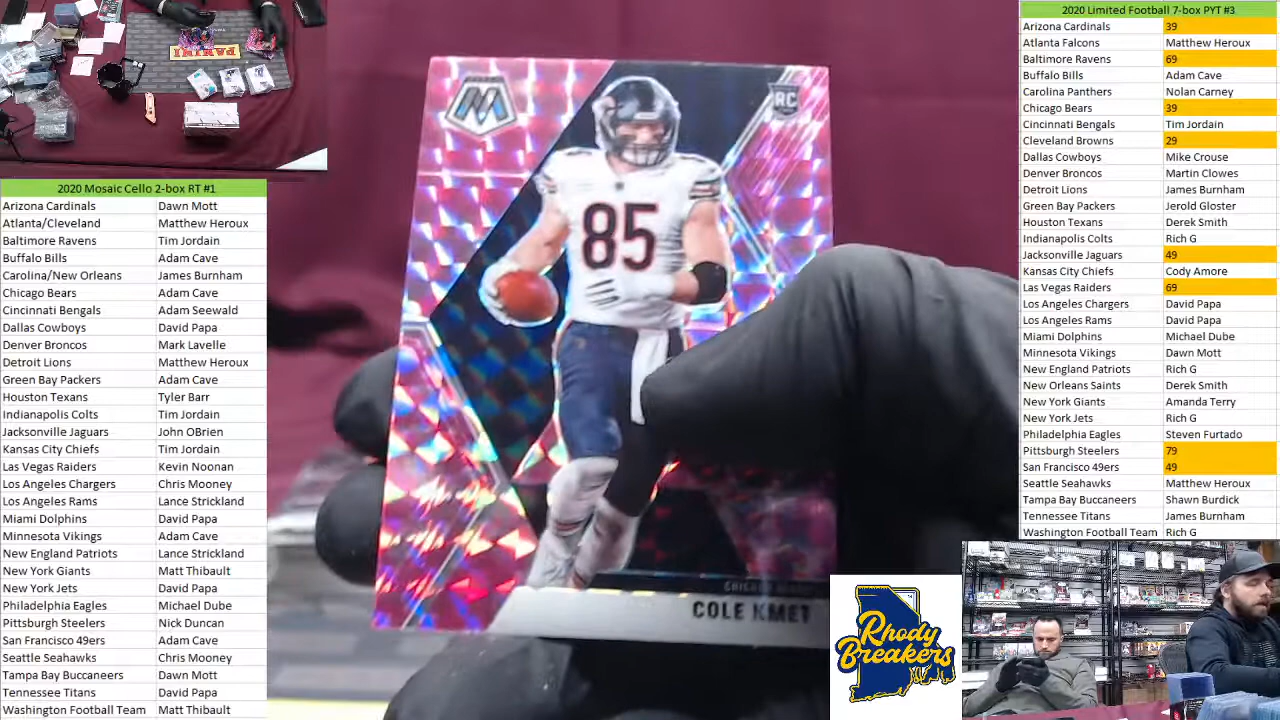 PANINI
2020 Mosaic Cello 2-box RT #1
Arizona Cardinals Dawn Mott
Atlanta/Cleveland Matthew Heroux
Baltimore Ravens Tim Jordain
Buffalo Bills Adam Cave
Carolina/New Orleans James Burnham
Chicago Bears Adam Cave
Cincinnati Bengals Adam Seewald
Dallas Cowboys David Papa
Denver Broncos Mark Lavelle
Detroit Lions Matthew Heroux
Green Bay Packers Adam Cave
Houston Texans Tyler Barr
Indianapolis Colts Tim Jordain
Jacksonville Jaguars John OBrien
Kansas City Chiefs Tim Jordain
Las Vegas Raiders Kevin Noonan
Los Angeles Chargers Chris Mooney
Los Angeles Rams Lance Strickland
Miami Dolphins David Papa
Minnesota Vikings Adam Cave
New England Patriots Lance Strickland
New York Giants Matt Thibault
New York Jets David Papa
Philadelphia Eagles Michael Dube
Pittsburgh Steelers Nick Duncan
San Francisco 49ers Adam Cave
Seattle Seahawks Chris Mooney
Tampa Bay Buccaneers Dawn Mott
Tennessee Titans David Papa
Washington Football Team Matt Thibault
M
RC
85
COLE KMET
2020 Limited Football 7-box PYT #3
Arizona Cardinals 39
Atlanta Falcons Matthew Heroux
Baltimore Ravens 69
Buffalo Bills Adam Cave
Carolina Panthers Nolan Carney
Chicago Bears 39
Cincinnati Bengals Tim Jordain
Cleveland Browns 29
Dallas Cowboys Mike Crouse
Denver Broncos Martin Clowes
Detroit Lions James Burnham
Green Bay Packers Jerold Gloster
Houston Texans Derek Smith
Indianapolis Colts Rich G
Jacksonville Jaguars 49
Kansas City Chiefs Cody Amore
Las Vegas Raiders 69
Los Angeles Chargers David Papa
Los Angeles Rams David Papa
Miami Dolphins Michael Dube
Minnesota Vikings Dawn Mott
New England Patriots Rich G
New Orleans Saints Derek Smith
New York Giants Amanda Terry
New York Jets Rich G
Philadelphia Eagles Steven Furtado
Pittsburgh Steelers 79
San Francisco 49ers 49
Seattle Seahawks Matthew Heroux
Tampa Bay Buccaneers Shawn Burdick
Tennessee Titans James Burnham
Washington Football Team Rich G
Rhody
Breakers